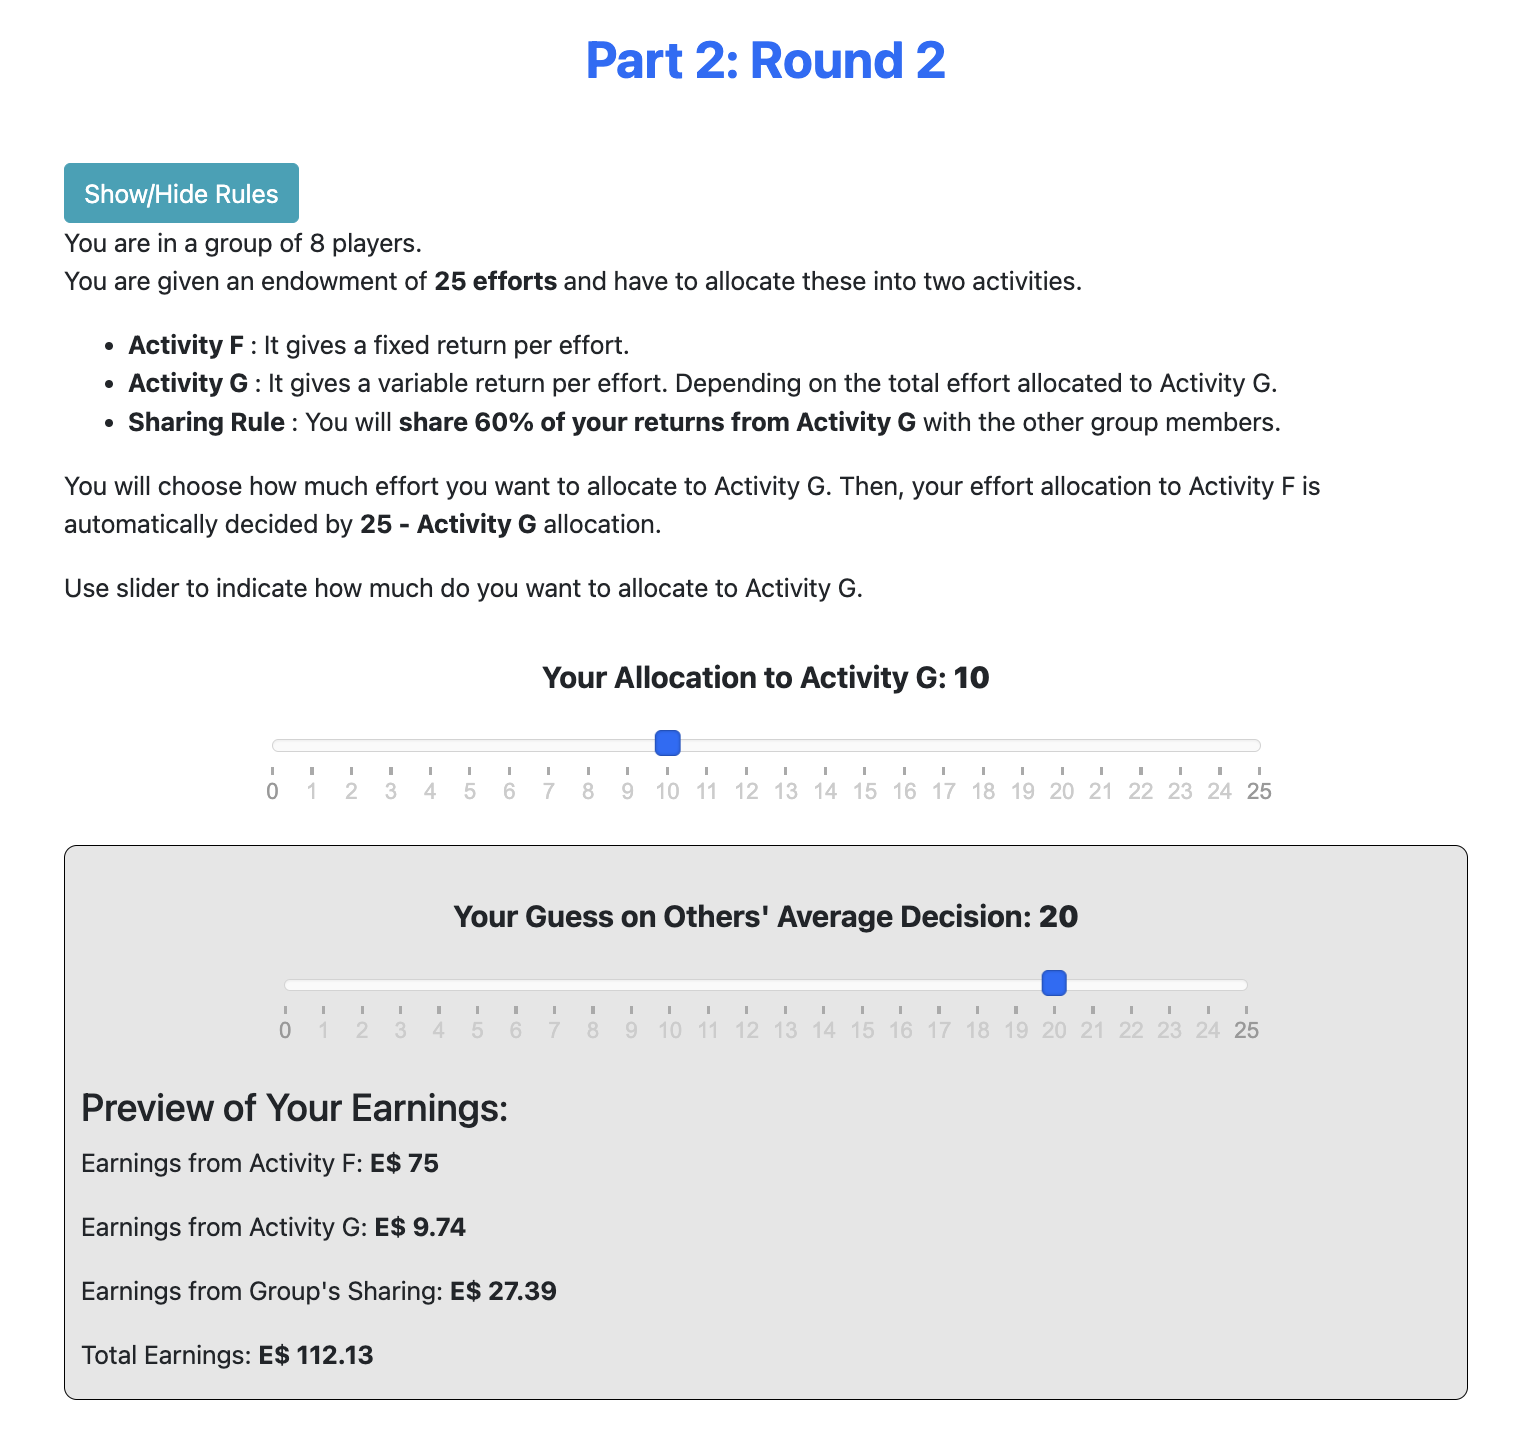 Part 2: Round 2
Show/Hide Rules
You are in a group of 8 players.
You are given an endowment of 25 efforts and have to allocate these into two activities.
• Activity F : It gives a fixed return per effort.
• Activity G : It gives a variable return per effort. Depending on the total effort allocated to Activity G.
• Sharing Rule : You will share 60% of your returns from Activity G with the other group members.
You will choose how much effort you want to allocate to Activity G. Then, your effort allocation to Activity F is
automatically decided by 25 - Activity G allocation.
Use slider to indicate how much do you want to allocate to Activity G.
Your Allocation to Activity G: 10
0 1 2 3 4 5 6 7 8 9 10 11 12 13 14 15 16 17 18 19 20 21 22 23 24 25
Your Guess on Others' Average Decision: 20
0 1 2 3 4 5 6 7 8 9 10 11 12 13 14 15 16 17 18 19 20 21 22 23 24 25
Preview of Your Earnings:
Earnings from Activity F: E$ 75
Earnings from Activity G: E$ 9.74
Earnings from Group's Sharing: E$ 27.39
Total Earnings: E$ 112.13